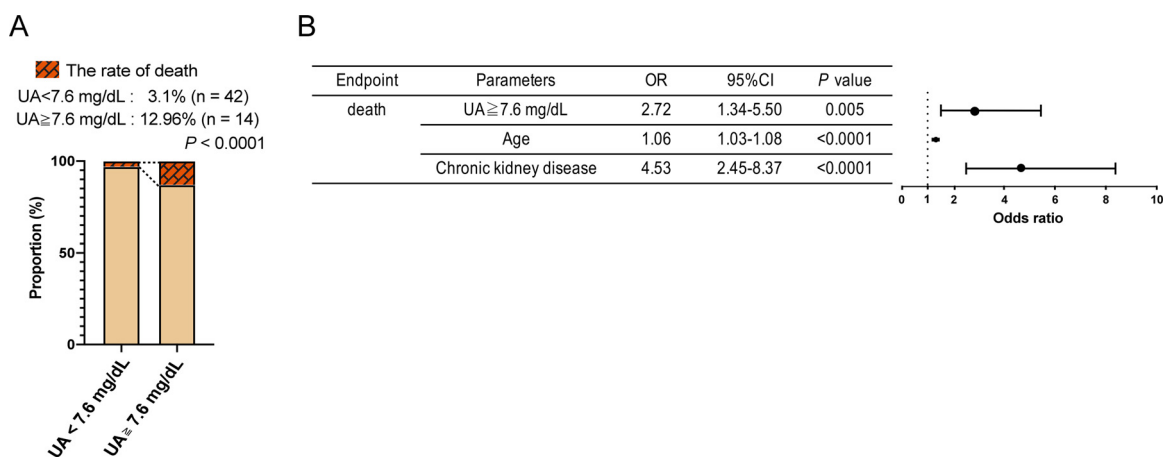 A
The rate of death
UA<7.6 mg/dL : 3.1% (n = 42)
UA≧7.6 mg/dL : 12.96% (n = 14)
P < 0.0001
100
50
0
Proportion (%)
UA < 7.6 mg/dL
UA≧ 7.6 mg/dL
B
Endpoint Parameters OR 95%CI P value
death UA≧7.6 mg/dL 2.72 1.34-5.50 0.005
Age 1.06 1.03-1.08 <0.0001
Chronic kidney disease 4.53 2.45-8.37 <0.0001
0 1 2 4 6 8 10
Odds ratio